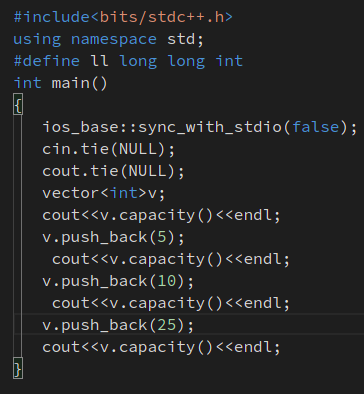 #include<bits/stdc++.h>
using namespace std;
#define ll long long int
int main()
{
    ios_base::sync_with_stdio(false);
    cin.tie(NULL);
    cout.tie(NULL);
    vector<int>v;
    cout<<v.capacity()<<endl;
    v.push_back(5);
     cout<<v.capacity()<<endl;
    v.push_back(10);
     cout<<v.capacity()<<endl;
    v.push_back(25);
    cout<<v.capacity()<<endl;
}